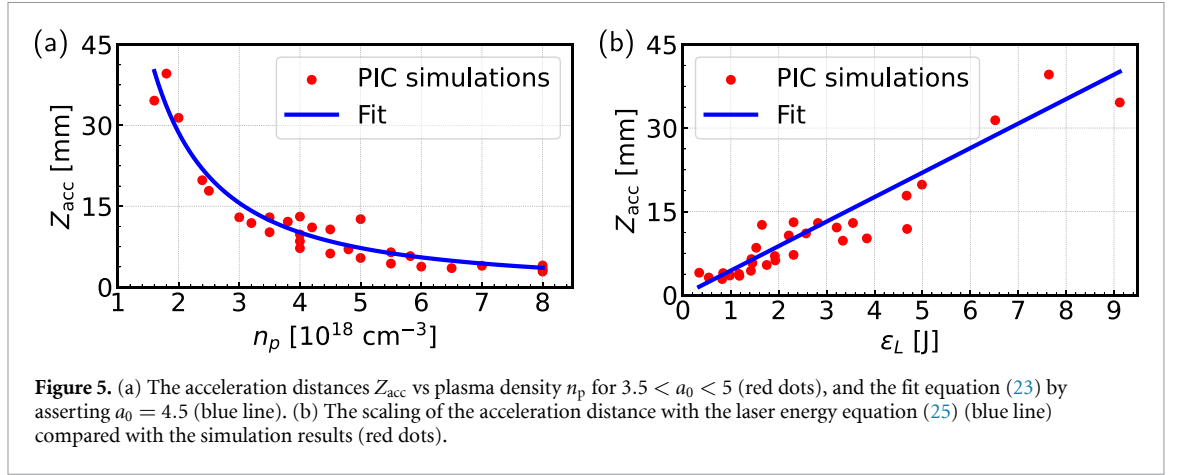 (a)
45
30
15
0
Z_acc [mm]
PIC simulations
Fit
1 2 3 4 5 6 7 8
n_p [10^18 cm^−3]
(b)
45
30
15
0
Z_acc [mm]
PIC simulations
Fit
0 1 2 3 4 5 6 7 8 9
ε_L [J]
Figure 5. (a) The acceleration distances Z_acc vs plasma density n_p for 3.5 < a_0 < 5 (red dots), and the fit equation (23) by
asserting a_0 = 4.5 (blue line). (b) The scaling of the acceleration distance with the laser energy equation (25) (blue line)
compared with the simulation results (red dots).